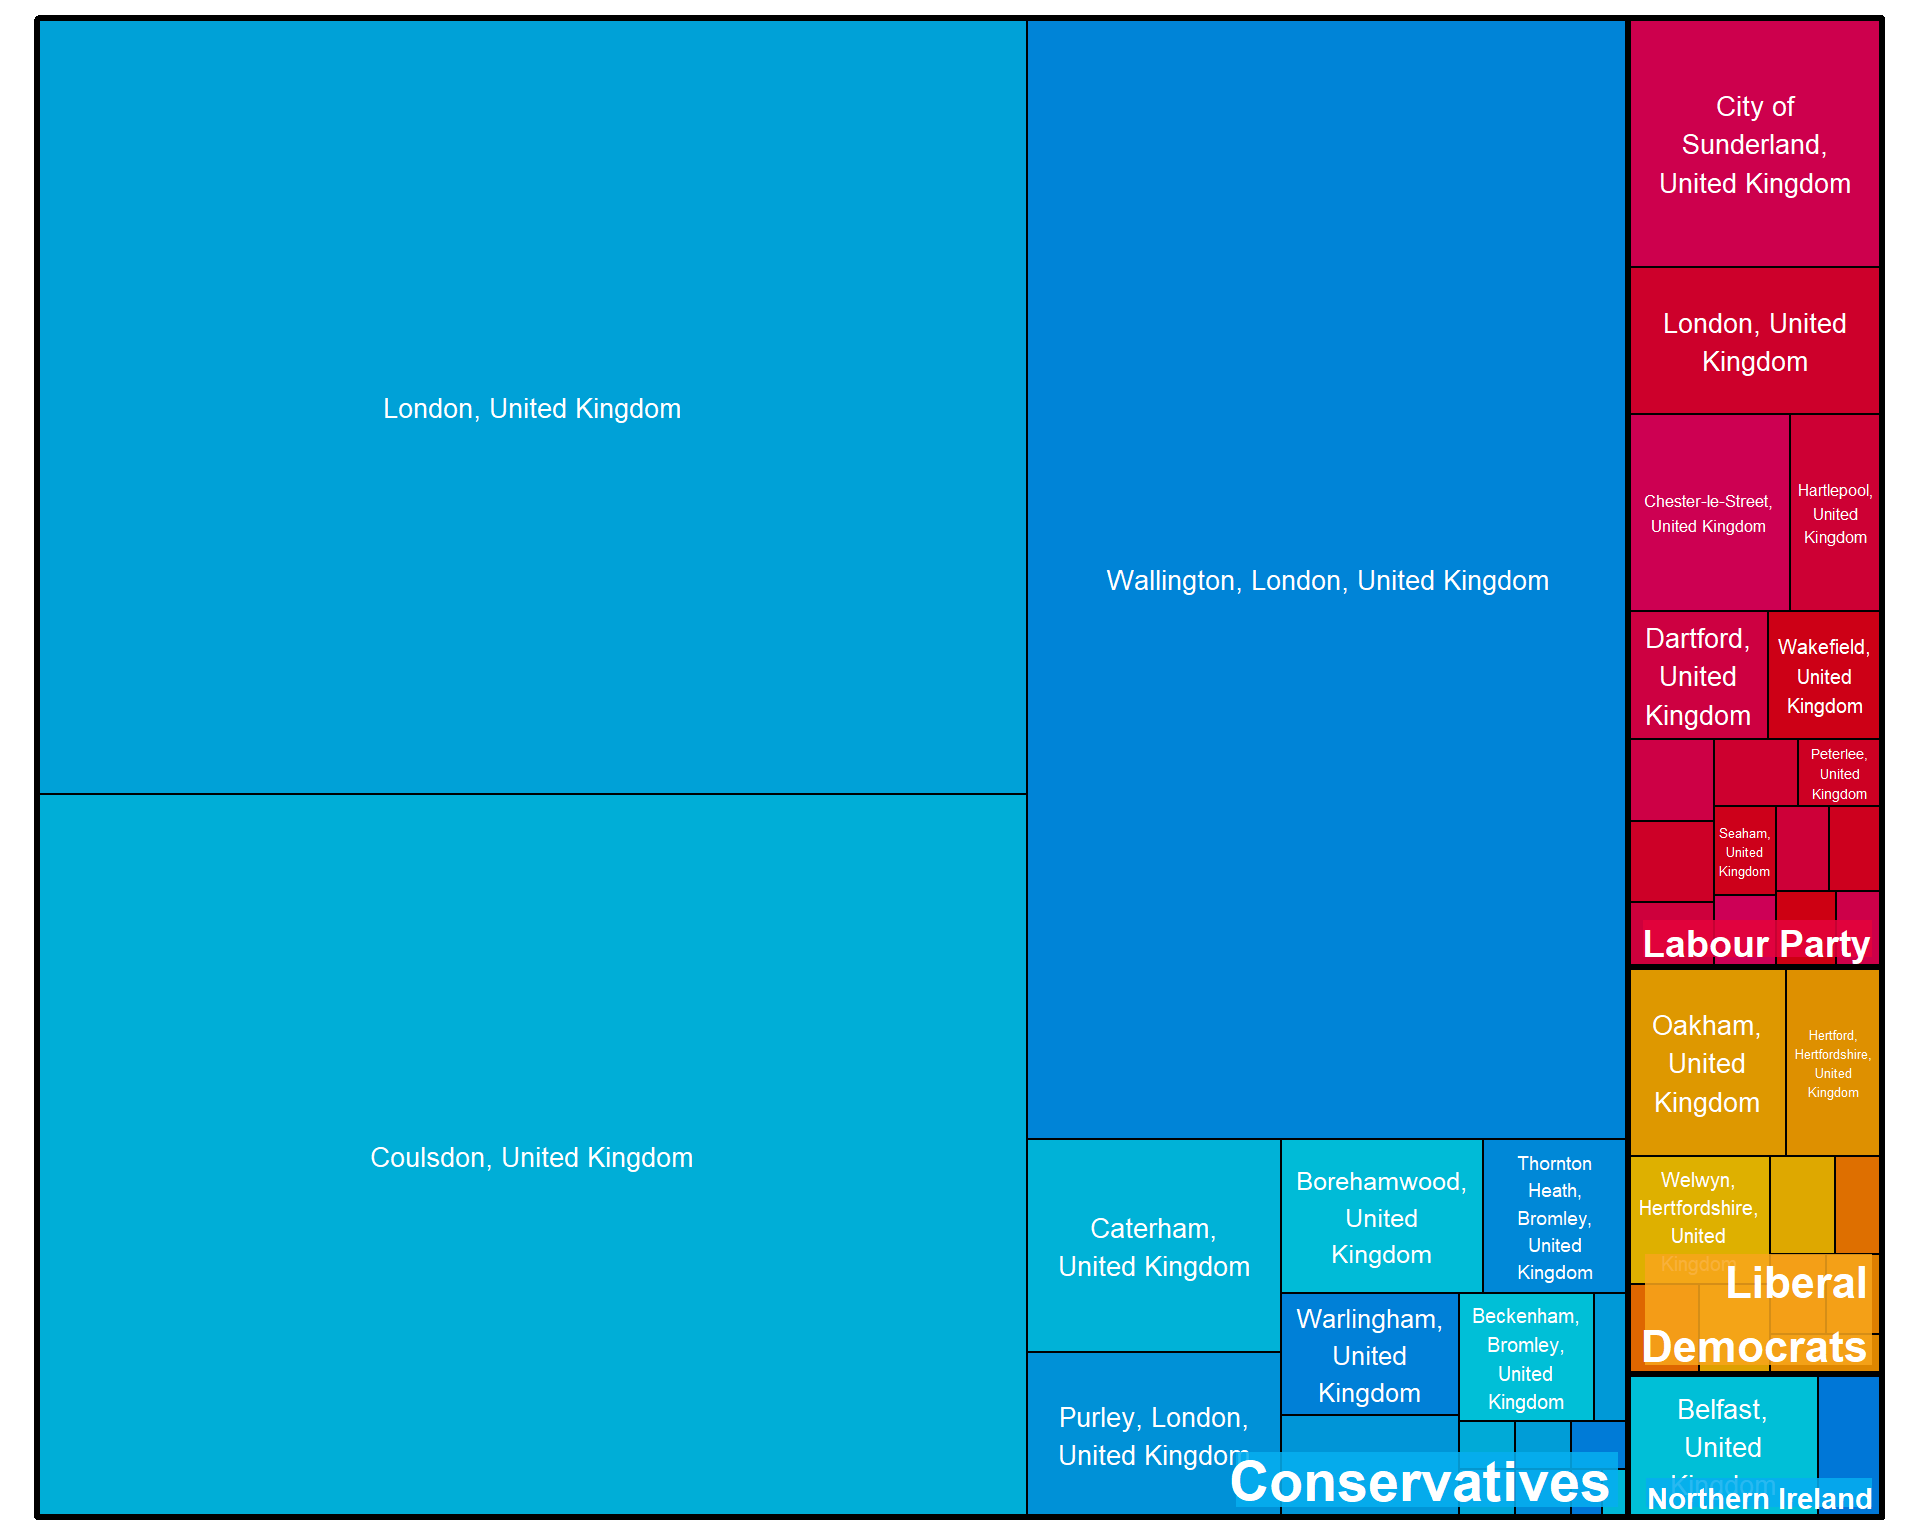 London, United Kingdom
Coulsdon, United Kingdom
Wallington, London, United Kingdom
Caterham,
United Kingdom
Purley, London,
United Kingdom
Borehamwood,
United
Kingdom
Thornton
Heath,
Bromley,
United
Kingdom
Warlingham,
United
Kingdom
Beckenham,
Bromley,
United
Kingdom
Conservatives
City of
Sunderland,
United Kingdom
London, United
Kingdom
Chester-le-Street,
United Kingdom
Hartlepool,
United
Kingdom
Dartford,
United
Kingdom
Wakefield,
United
Kingdom
Peterlee,
United
Kingdom
Seaham,
United
Kingdom
Labour Party
Oakham,
United
Kingdom
Hertford,
Hertfordshire,
United
Kingdom
Welwyn,
Hertfordshire,
United
Kingdom
Liberal
Democrats
Belfast,
United
Kingdom
Northern Ireland